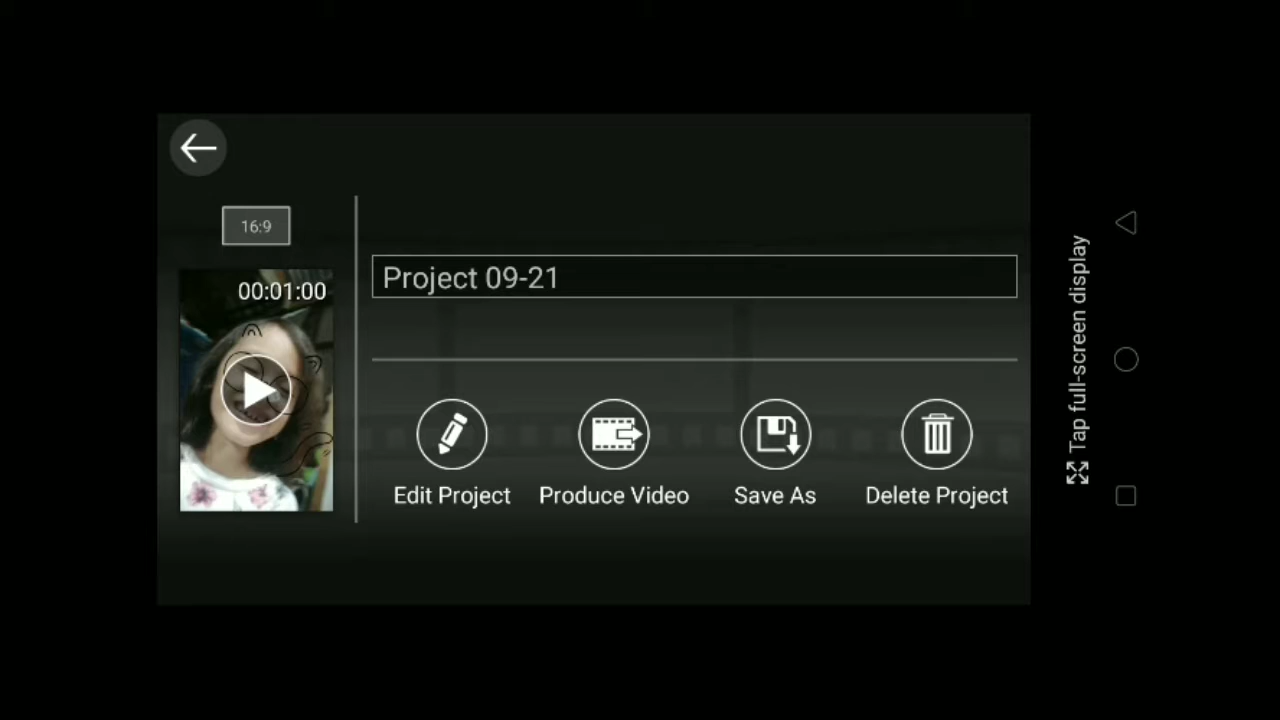 16:9
00:01:00
Project 09-21
Edit Project
Produce Video
Save As
Delete Project
Tap full-screen display